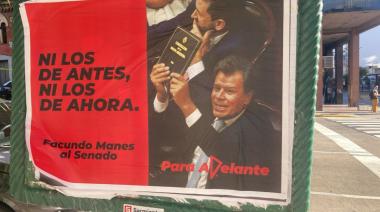 NI LOS
DE ANTES,
NI LOS
DE AHORA.
Facundo Manes
al Senado
Para Adelante